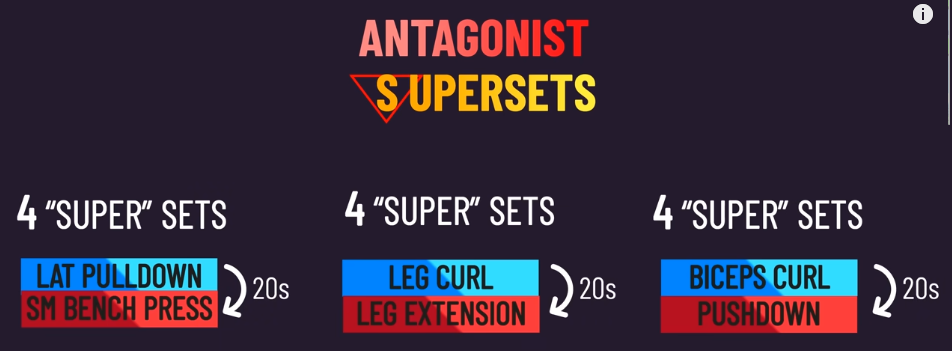 ANTAGONIST
SUPERSETS
4 “SUPER” SETS
LAT PULLDOWN
SM BENCH PRESS
20s
4 “SUPER” SETS
LEG CURL
LEG EXTENSION
20s
4 “SUPER” SETS
BICEPS CURL
PUSHDOWN
20s